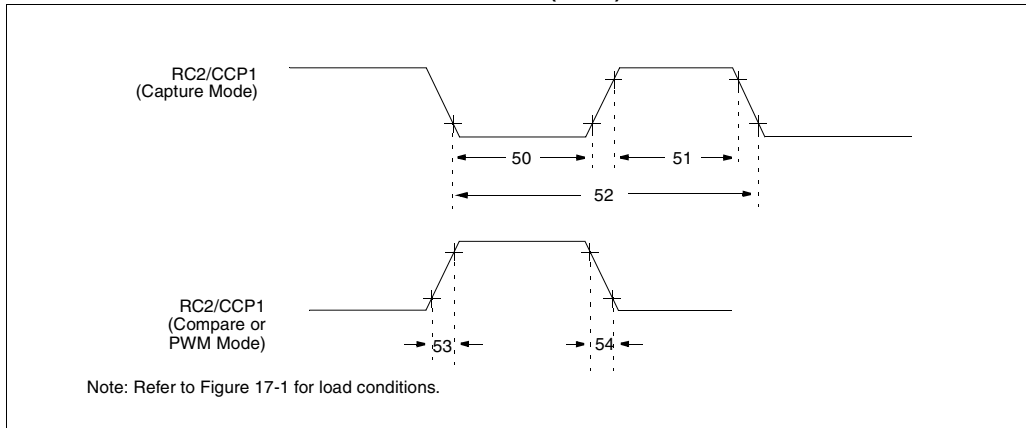 RC2/CCP1
(Capture Mode)
50
51
52
RC2/CCP1
(Compare or
PWM Mode)
53
54
Note: Refer to Figure 17-1 for load conditions.